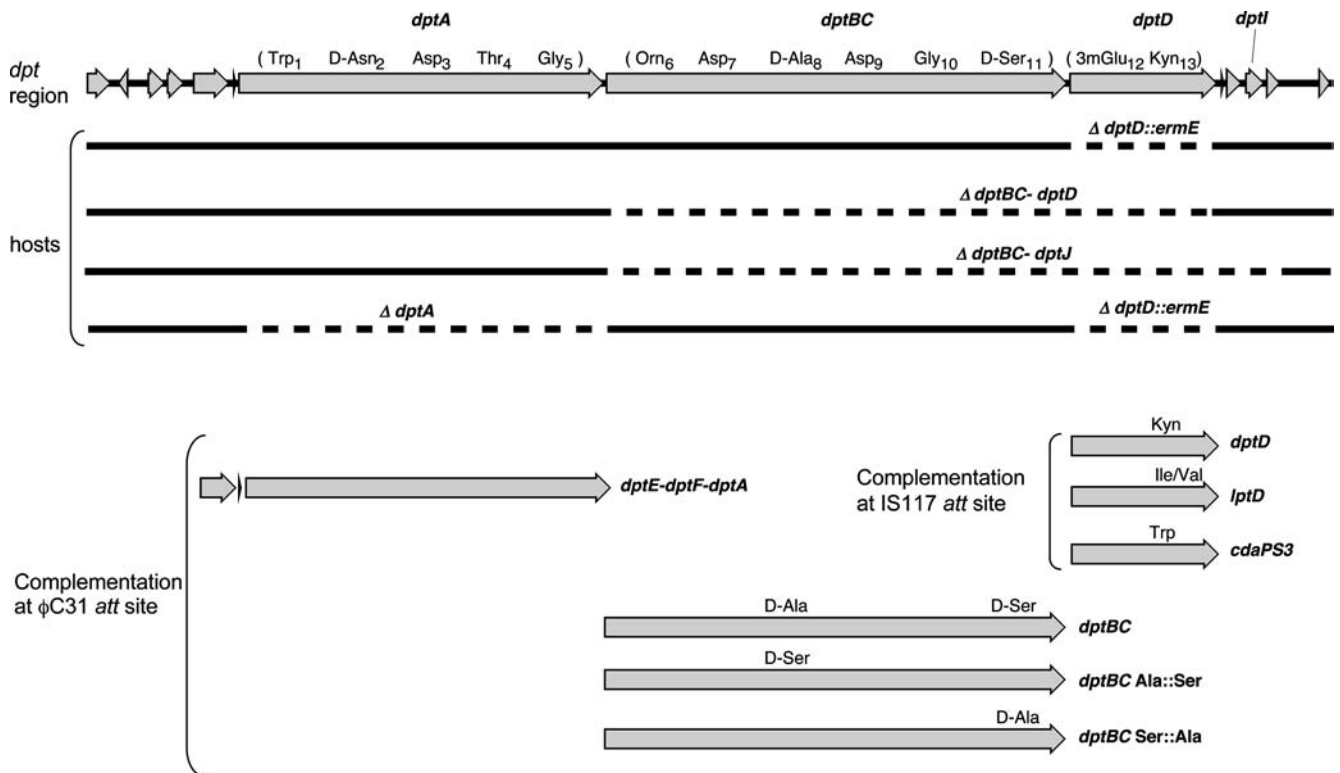 dptA dptBC dptD dptI
( Trp1 D-Asn2 Asp3 Thr4 Gly5 ) ( Orn6 Asp7 D-Ala8 Asp9 Gly10 D-Ser11 ) ( 3mGlu12 Kyn13)
dpt
region
Δ dptD::ermE
Δ dptBC- dptD
hosts
Δ dptBC- dptJ
Δ dptA Δ dptD::ermE
Kyn
dptD
Complementation
at IS117 att site
Ile/Val
lptD
Trp
cdaPS3
dptE-dptF-dptA
Complementation
at ϕC31 att site
D-Ala D-Ser
dptBC
D-Ser
dptBC Ala::Ser
D-Ala
dptBC Ser::Ala